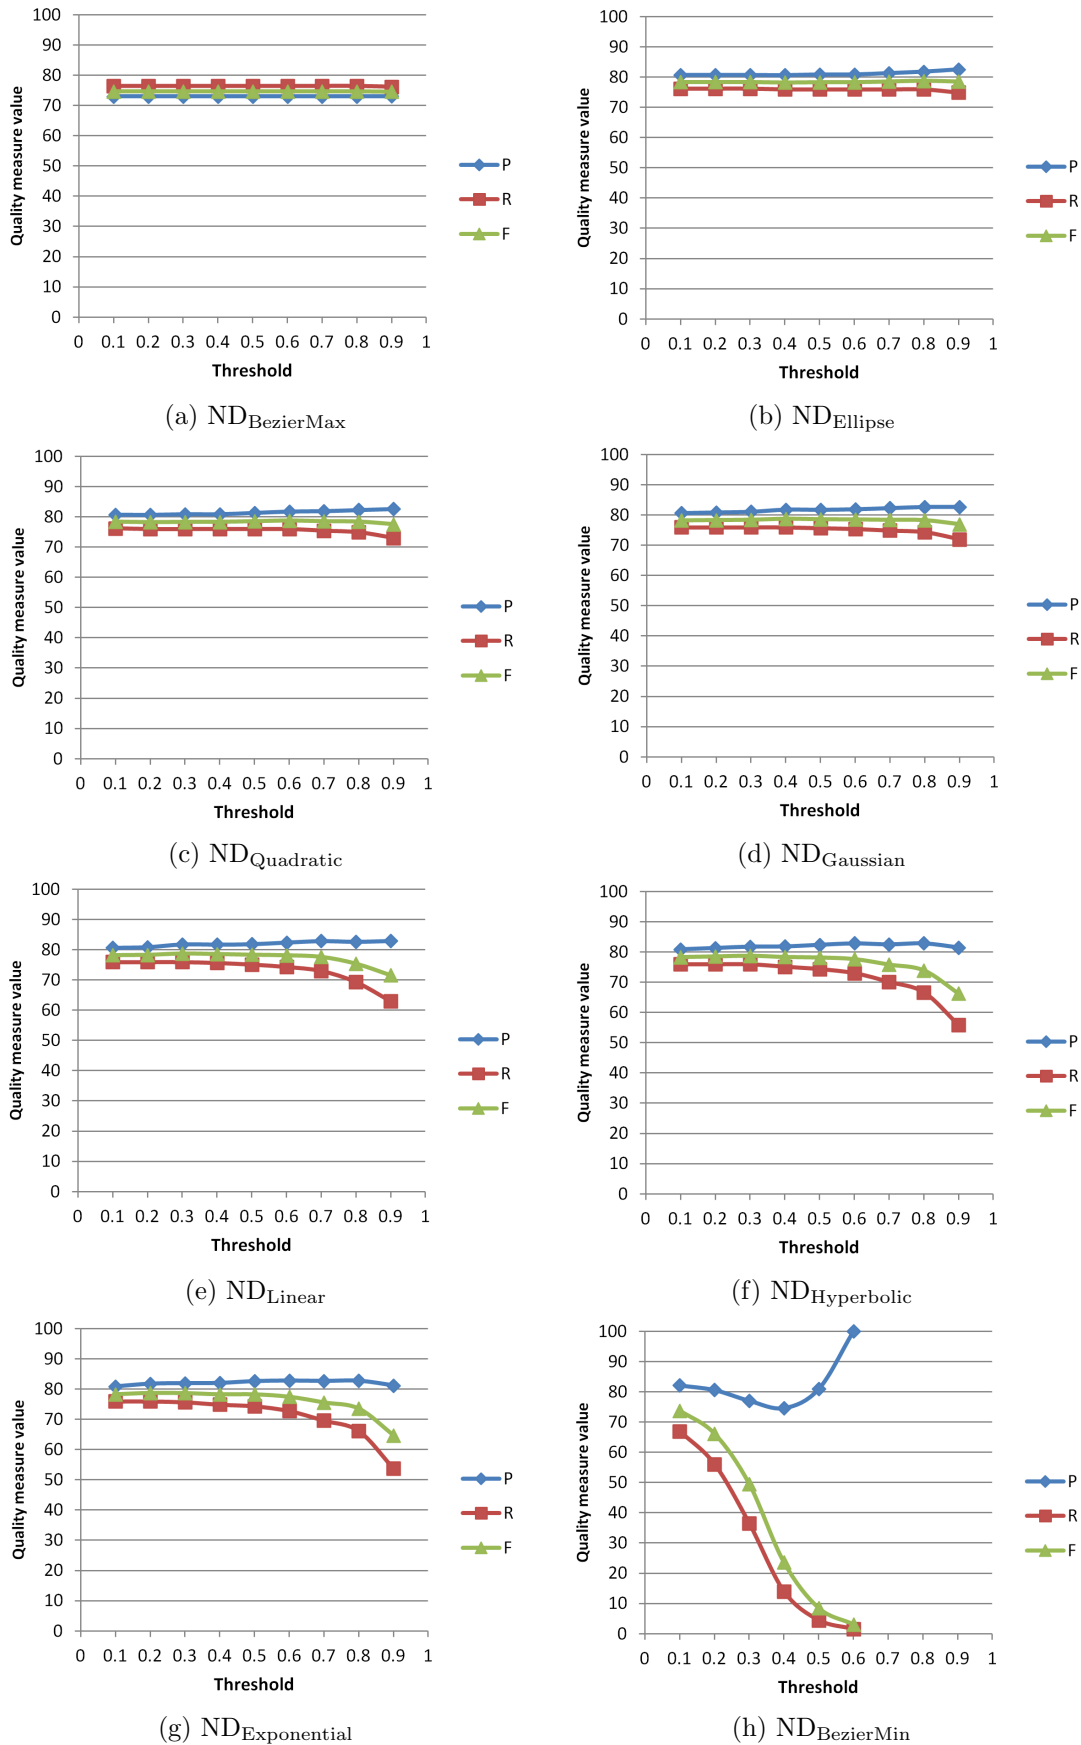 100
90
80
70
60
50
40
30
20
10
0
Quality measure value
0 0.1 0.2 0.3 0.4 0.5 0.6 0.7 0.8 0.9 1
Threshold
P
R
F
(a) NDBezierMax
100
90
80
70
60
50
40
30
20
10
0
Quality measure value
0 0.1 0.2 0.3 0.4 0.5 0.6 0.7 0.8 0.9 1
Threshold
P
R
F
(b) NDEllipse
100
90
80
70
60
50
40
30
20
10
0
Quality measure value
0 0.1 0.2 0.3 0.4 0.5 0.6 0.7 0.8 0.9 1
Threshold
P
R
F
(c) NDQuadratic
100
90
80
70
60
50
40
30
20
10
0
Quality measure value
0 0.1 0.2 0.3 0.4 0.5 0.6 0.7 0.8 0.9 1
Threshold
P
R
F
(d) NDGaussian
100
90
80
70
60
50
40
30
20
10
0
Quality measure value
0 0.1 0.2 0.3 0.4 0.5 0.6 0.7 0.8 0.9 1
Threshold
P
R
F
(e) NDLinear
100
90
80
70
60
50
40
30
20
10
0
Quality measure value
0 0.1 0.2 0.3 0.4 0.5 0.6 0.7 0.8 0.9 1
Threshold
P
R
F
(f) NDHyperbolic
100
90
80
70
60
50
40
30
20
10
0
Quality measure value
0 0.1 0.2 0.3 0.4 0.5 0.6 0.7 0.8 0.9 1
Threshold
P
R
F
(g) NDExponential
100
90
80
70
60
50
40
30
20
10
0
Quality measure value
0 0.1 0.2 0.3 0.4 0.5 0.6 0.7 0.8 0.9 1
Threshold
P
R
F
(h) NDBezierMin